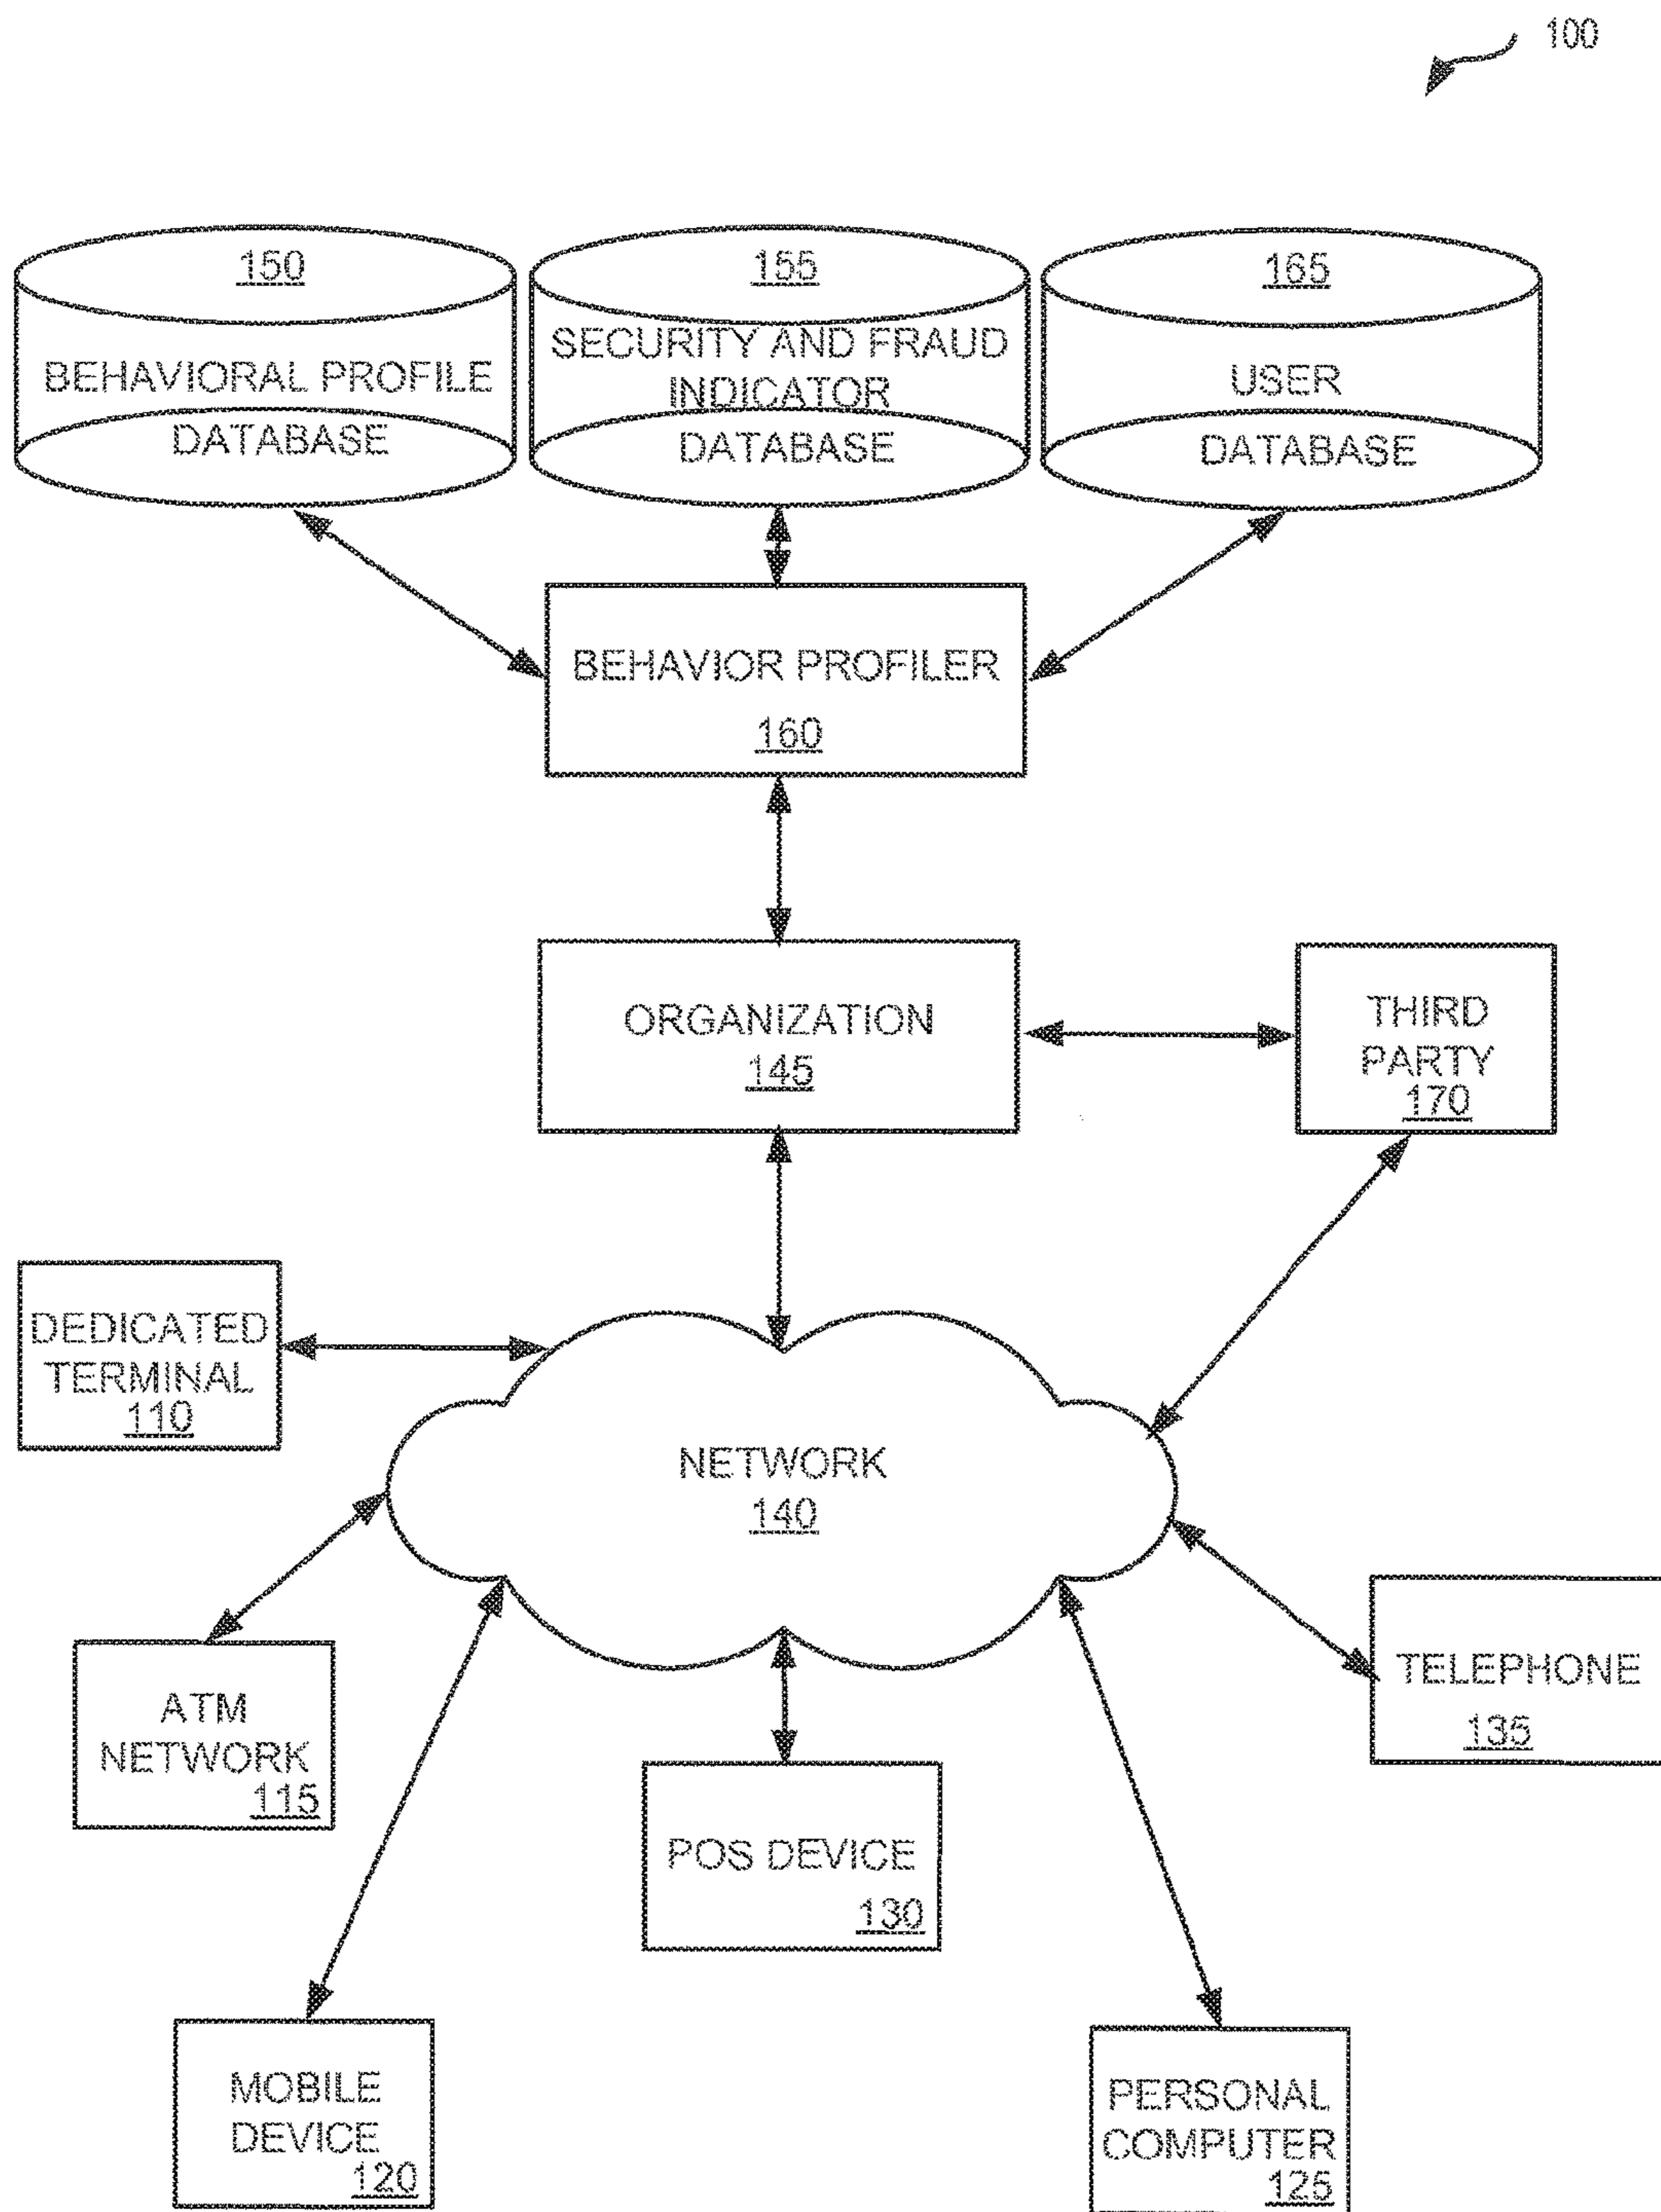 100
150
BEHAVIORAL PROFILE
DATABASE
155
SECURITY AND FRAUD
INDICATOR
DATABASE
165
USER
DATABASE
BEHAVIOR PROFILER
160
ORGANIZATION
145
THIRD
PARTY
170
DEDICATED
TERMINAL
110
NETWORK
140
ATM
NETWORK
115
TELEPHONE
135
POS DEVICE
130
MOBILE
DEVICE
120
PERSONAL
COMPUTER
125